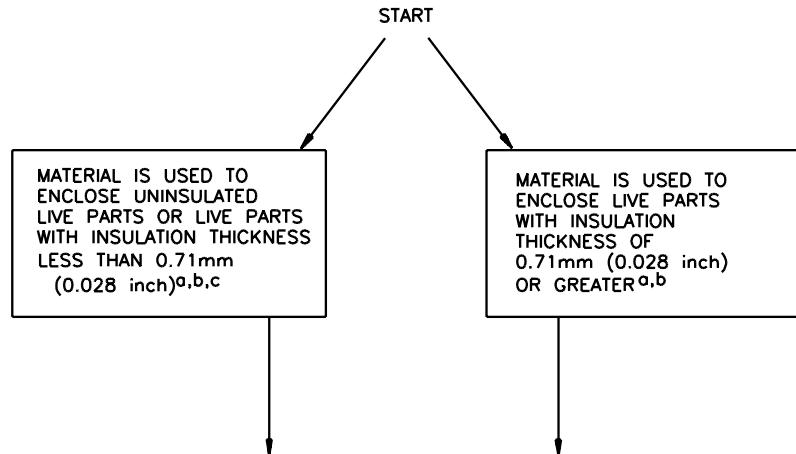 START
MATERIAL IS USED TO
ENCLOSE UNINSULATED
LIVE PARTS OR LIVE PARTS
WITH INSULATION THICKNESS
LESS THAN 0.71mm
(0.028 inch)a,b,c
MATERIAL IS USED TO
ENCLOSE LIVE PARTS
WITH INSULATION
THICKNESS OF
0.71mm (0.028 inch)
OR GREATER a,b